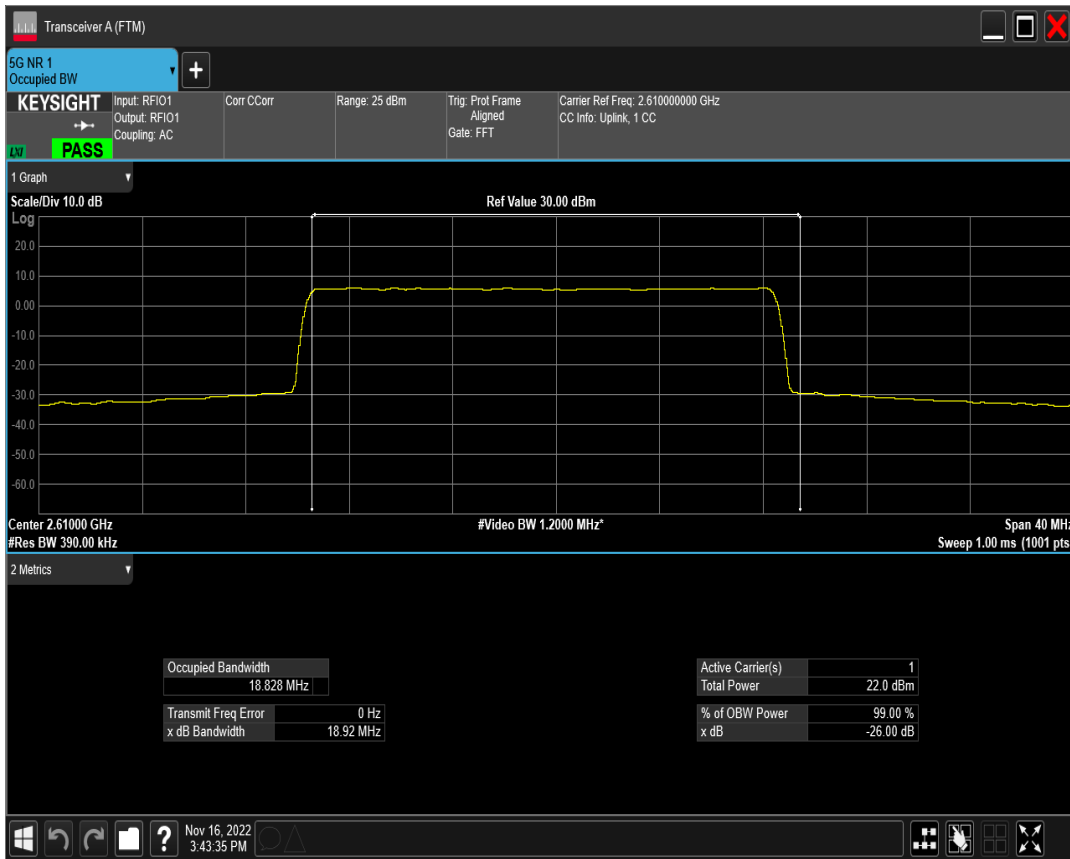 Transceiver A (FTM)
5G NR 1
Occupied BW
+
KEYSIGHT
LXI
PASS
Input: RFIO1
Output: RFIO1
Coupling: AC
Corr CCorr
Range: 25 dBm
Trig: Prot Frame
Aligned
Gate: FFT
Carrier Ref Freq: 2.610000000 GHz
CC Info: Uplink, 1 CC
1 Graph
Scale/Div 10.0 dB
Ref Value 30.00 dBm
Log
20.0
10.0
0.00
-10.0
-20.0
-30.0
-40.0
-50.0
-60.0
Center 2.61000 GHz
#Video BW 1.2000 MHz*
Span 40 MHz
#Res BW 390.00 kHz
Sweep 1.00 ms (1001 pts
2 Metrics
Occupied Bandwidth
18.828 MHz
Transmit Freq Error 0 Hz
x dB Bandwidth 18.92 MHz
Active Carrier(s) 1
Total Power 22.0 dBm
% of OBW Power 99.00 %
x dB -26.00 dB
?
Nov 16, 2022
3:43:35 PM